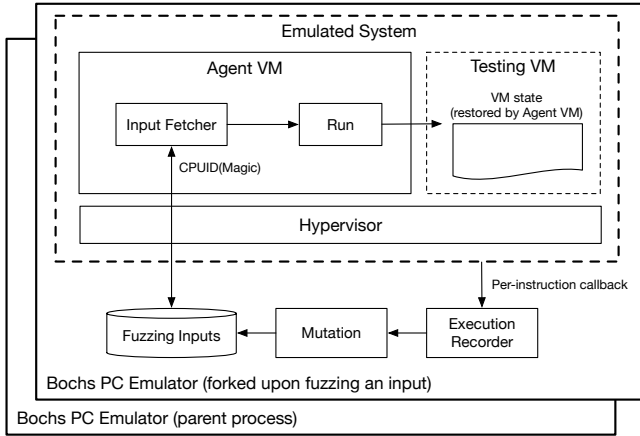 Emulated System
Agent VM
Testing VM
VM state
(restored by Agent VM)
Input Fetcher
Run
CPUID(Magic)
Hypervisor
Per-instruction callback
Fuzzing Inputs
Mutation
Execution
Recorder
Bochs PC Emulator (forked upon fuzzing an input)
Bochs PC Emulator (parent process)